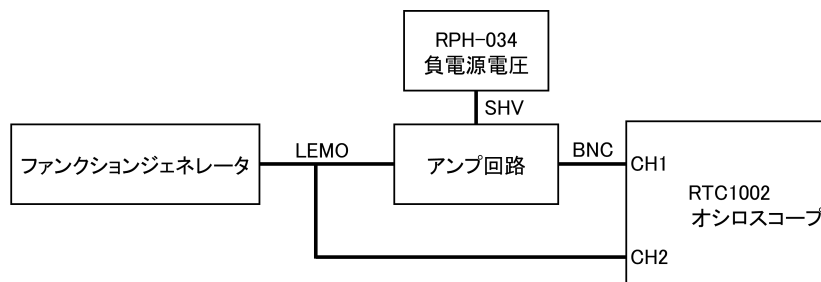 RPH-034
負電源電圧
SHV
LEMO
BNC
ファンクションジェネレータ
アンプ回路
CH1
RTC1002
オシロスコープ
CH2